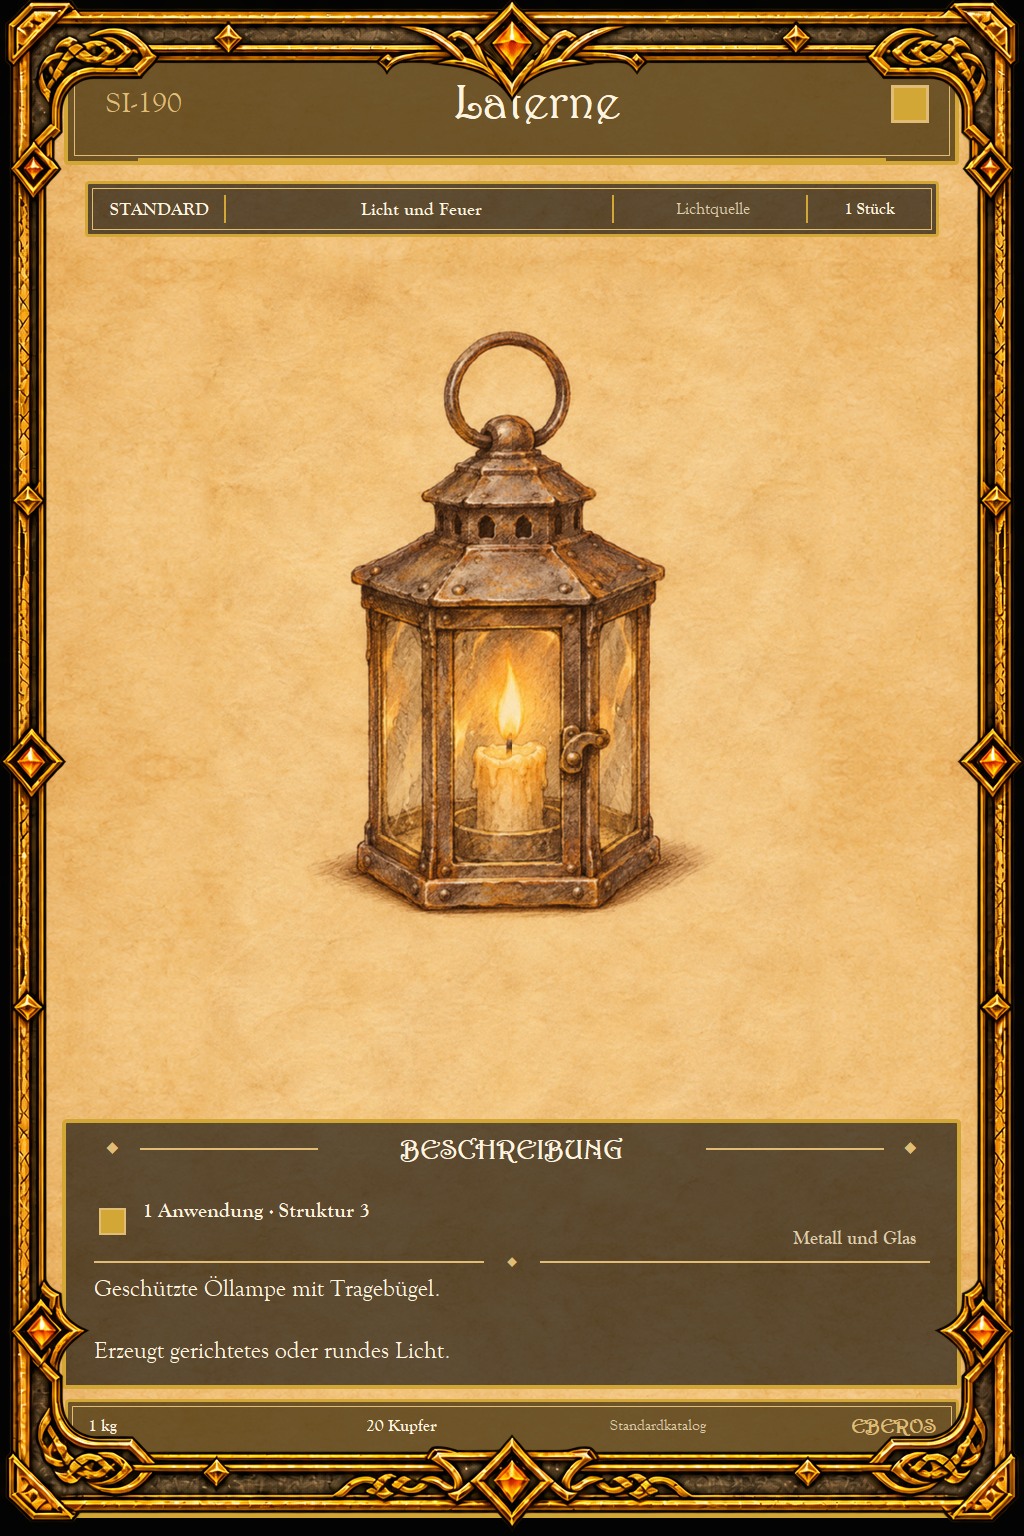 SI-190
Laterne
STANDARD
Licht und Feuer
Lichtquelle
1 Stück
BESCHREIBUNG
1 Anwendung • Struktur 3
Metall und Glas
Geschützte Öllampe mit Tragebügel.
Erzeugt gerichtetes oder rundes Licht.
1 kg
20 Kupfer
Standardkatalog
EBEROS